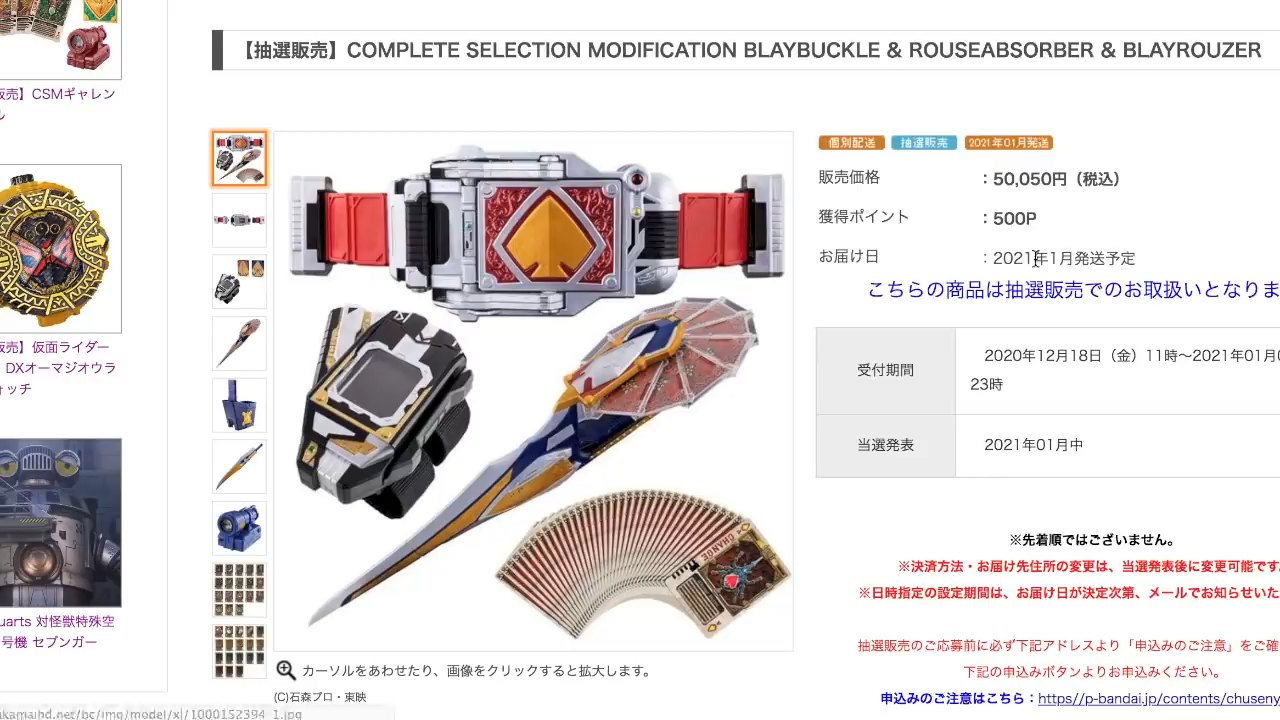 【抽選販売】COMPLETE SELECTION MODIFICATION BLAYBUCKLE & ROUSEABSORBER & BLAYROUZER
販売】CSMギャレン
ル
販売】仮面ライダー
DXオーマジオウラ
ォッチ
uarts 対怪獣特殊空
号機 セブンガー
個別配送 抽選販売 2021年01月発送
販売価格 : 50,050円（税込）
獲得ポイント : 500P
お届け日 : 2021年1月発送予定
こちらの商品は抽選販売でのお取扱いとなりま
受付期間 2020年12月18日（金）11時〜2021年01月0
23時
当選発表 2021年01月中
※先着順ではございません。
※決済方法・お届け先住所の変更は、当選発表後に変更可能です
※日時指定の設定期間は、お届け日が決定次第、メールでお知らせいた
抽選販売のご応募前に必ず下記アドレスより「申込みのご注意」をご確
下記の申込みボタンよりお申込みください。
申込みのご注意はこちら：https://p-bandai.jp/contents/chuseny
CHANGE
カーソルをあわせたり、画像をクリックすると拡大します。
(C)石森プロ・東映